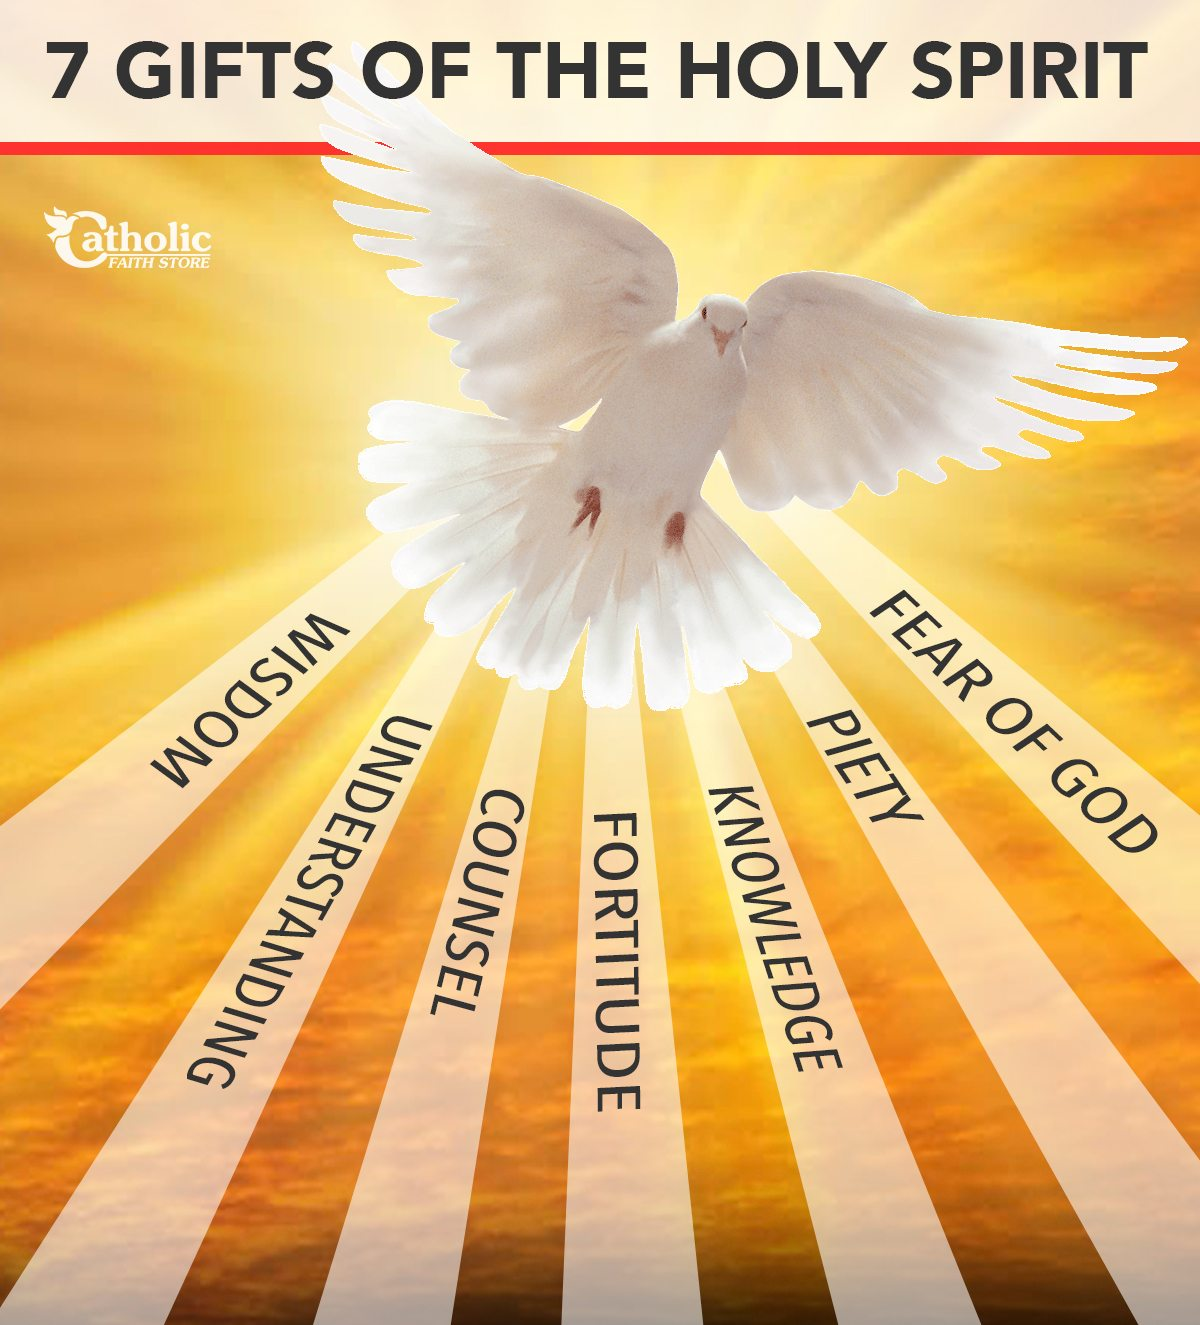 7 GIFTS OF THE HOLY SPIRIT
Catholic
FAITH STORE
WISDOM
UNDERSTANDING
COUNSEL
FORTITUDE
KNOWLEDGE
PIETY
FEAR OF GOD